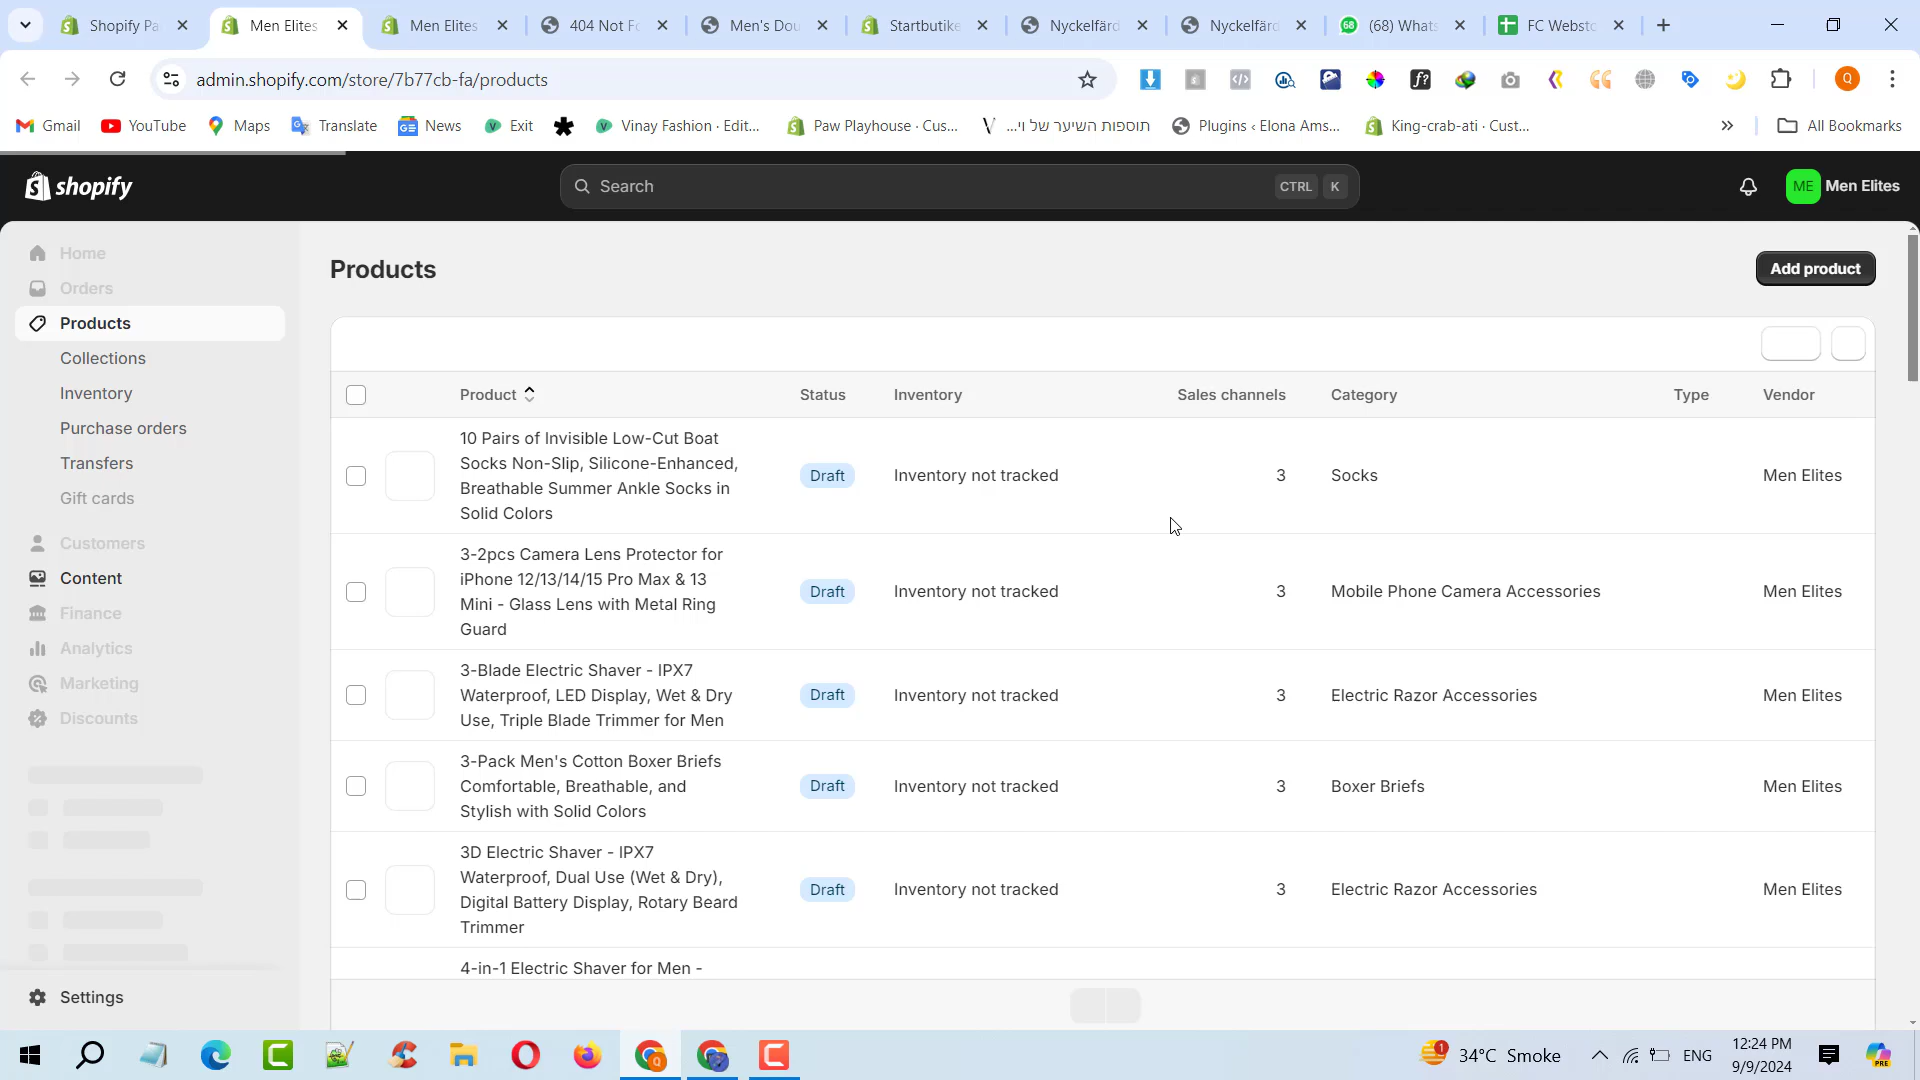 Shopify Pa
Men Elites
Men Elites
404 Not Fo
Men's Dou
Startbutike
Nyckelfärd
Nyckelfärd
(68) Whats
FC Websto
admin.shopify.com/store/7b77cb-fa/products
Q
Gmail
YouTube
Maps
Translate
News
Exit
Vinay Fashion · Edit...
Paw Playhouse · Cus...
תוספות השיער של וי...
Plugins ‹ Elona Ams...
King-crab-ati · Cust...
All Bookmarks
shopify
Search
CTRL
K
ME
Men Elites
Home
Orders
Products
Collections
Inventory
Purchase orders
Transfers
Gift cards
Customers
Content
Finance
Analytics
Marketing
Discounts
Settings
Products
Add product
Product
Status
Inventory
Sales channels
Category
Type
Vendor
10 Pairs of Invisible Low-Cut Boat
Socks Non-Slip, Silicone-Enhanced,
Breathable Summer Ankle Socks in
Solid Colors
Draft
Inventory not tracked
3
Socks
Men Elites
3-2pcs Camera Lens Protector for
iPhone 12/13/14/15 Pro Max & 13
Mini - Glass Lens with Metal Ring
Guard
Draft
Inventory not tracked
3
Mobile Phone Camera Accessories
Men Elites
3-Blade Electric Shaver - IPX7
Waterproof, LED Display, Wet & Dry
Use, Triple Blade Trimmer for Men
Draft
Inventory not tracked
3
Electric Razor Accessories
Men Elites
3-Pack Men's Cotton Boxer Briefs
Comfortable, Breathable, and
Stylish with Solid Colors
Draft
Inventory not tracked
3
Boxer Briefs
Men Elites
3D Electric Shaver - IPX7
Waterproof, Dual Use (Wet & Dry),
Digital Battery Display, Rotary Beard
Trimmer
Draft
Inventory not tracked
3
Electric Razor Accessories
Men Elites
4-in-1 Electric Shaver for Men -
34°C Smoke
ENG
12:24 PM
9/9/2024